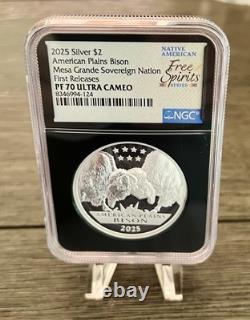 2025 Silver $2
American Plains Bison
Mesa Grande Sovereign Nation
First Releases
PF 70 ULTRA CAMEO
8346994-124
NATIVE AMERICAN
Free
Spirits
SERIES
NGC
AMERICAN PLAINS
BISON
2025